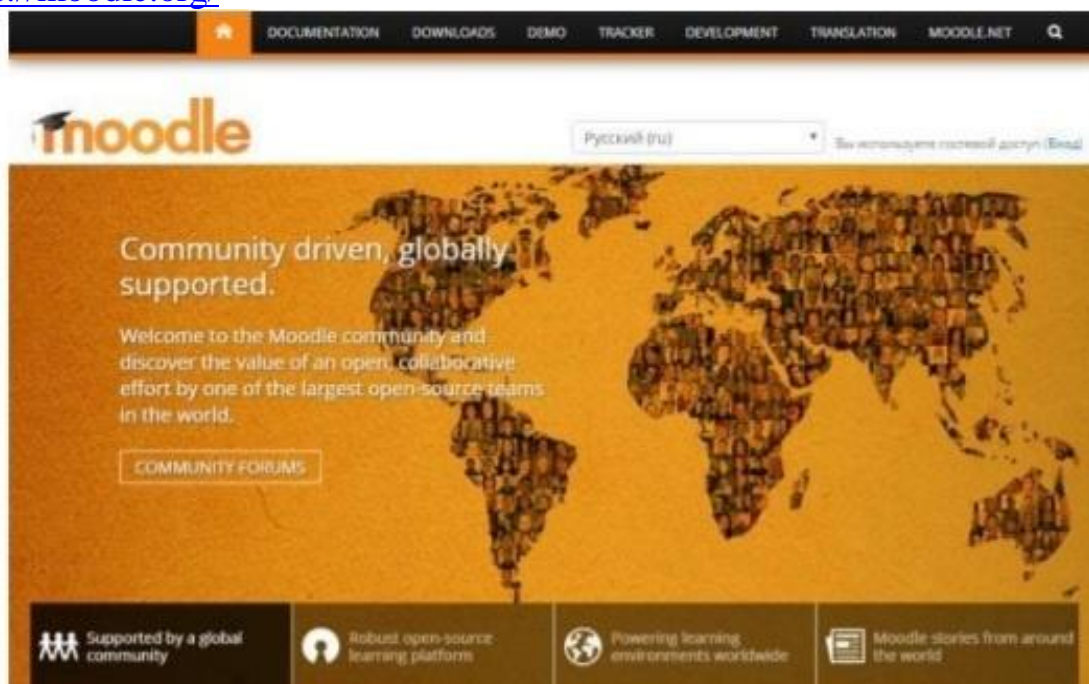 //moodle.org/
DOCUMENTATION DOWNLOADS DEMO TRACKER DEVELOPMENT TRANSLATION MOODLE.NET
moodle
Русский (ru)
Вы используете гостевой доступ (Вход)
Community driven, globally
supported.
Welcome to the Moodle community and
discover the value of an open, collaborative
effort by one of the largest open-source teams
in the world.
COMMUNITY FORUMS
Supported by a global
community
Robust open-source
learning platform
Powering learning
environments worldwide
Moodle stories from around
the world